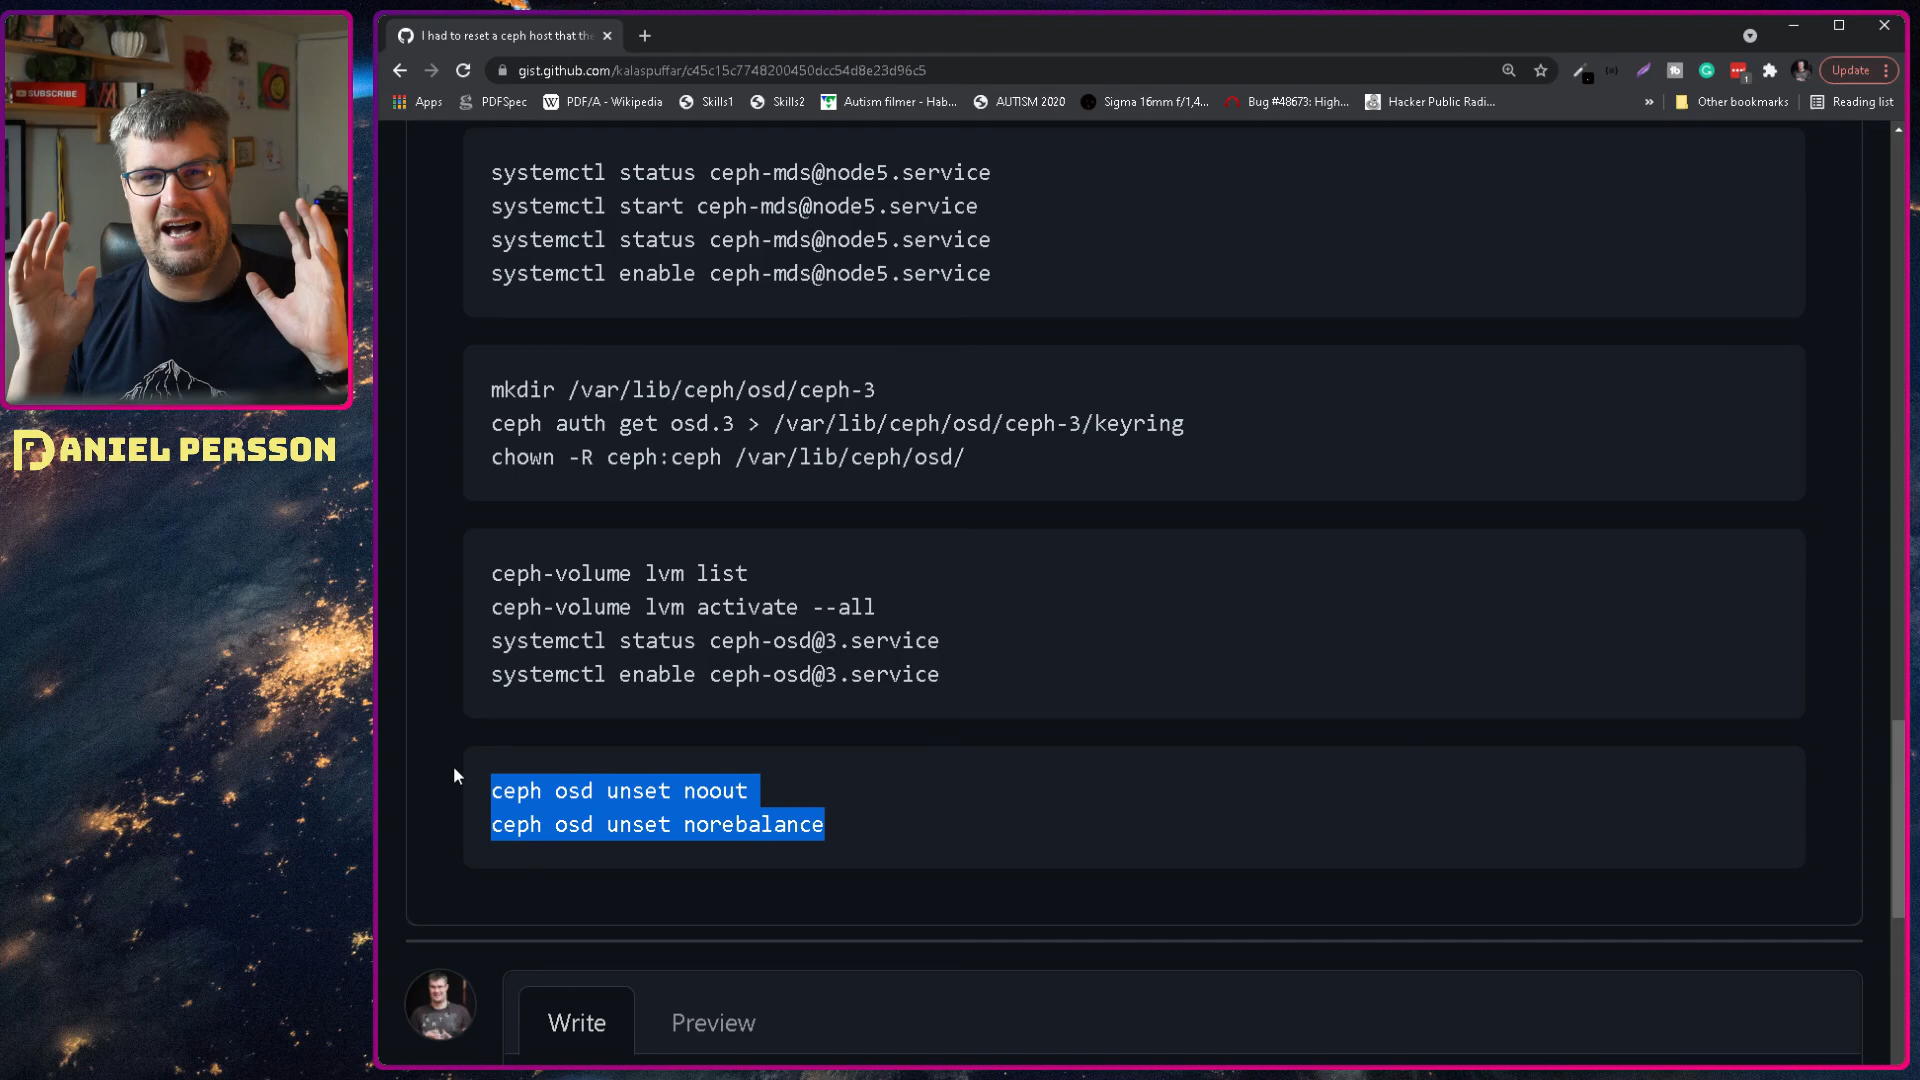 SUBSCRIBE
DANIEL PERSSON
I had to reset a ceph host that the
gist.github.com/kalaspuffar/c45c15c7748200450dcc54d8e23d96c5
Update
Apps
PDFSpec
PDF/A - Wikipedia
Skills1
Skills2
Autism filmer - Hab...
AUTISM 2020
Sigma 16mm f/1,4...
Bug #48673: High...
Hacker Public Radi...
»
Other bookmarks
Reading list
systemctl status ceph-mds@node5.service
systemctl start ceph-mds@node5.service
systemctl status ceph-mds@node5.service
systemctl enable ceph-mds@node5.service
mkdir /var/lib/ceph/osd/ceph-3
ceph auth get osd.3 > /var/lib/ceph/osd/ceph-3/keyring
chown -R ceph:ceph /var/lib/ceph/osd/
ceph-volume lvm list
ceph-volume lvm activate --all
systemctl status ceph-osd@3.service
systemctl enable ceph-osd@3.service
ceph osd unset noout
ceph osd unset norebalance
Write
Preview